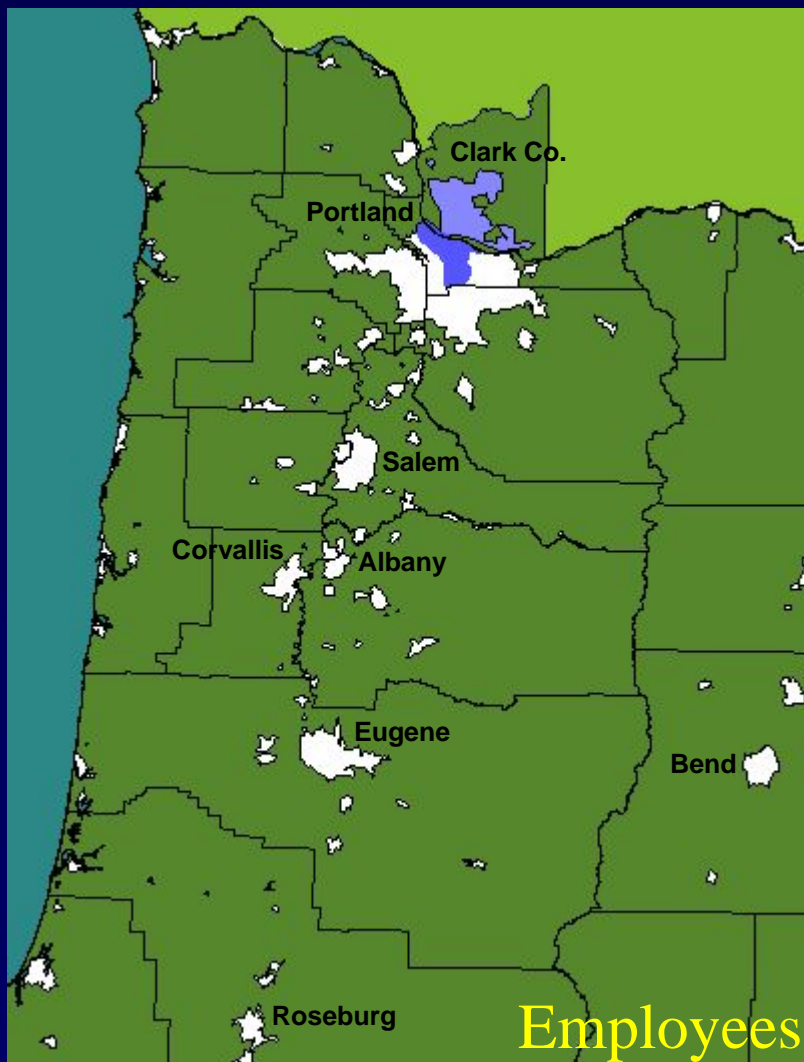 Clark Co.
Portland
Salem
Corvallis
Albany
Eugene
Bend
Roseburg
Employees